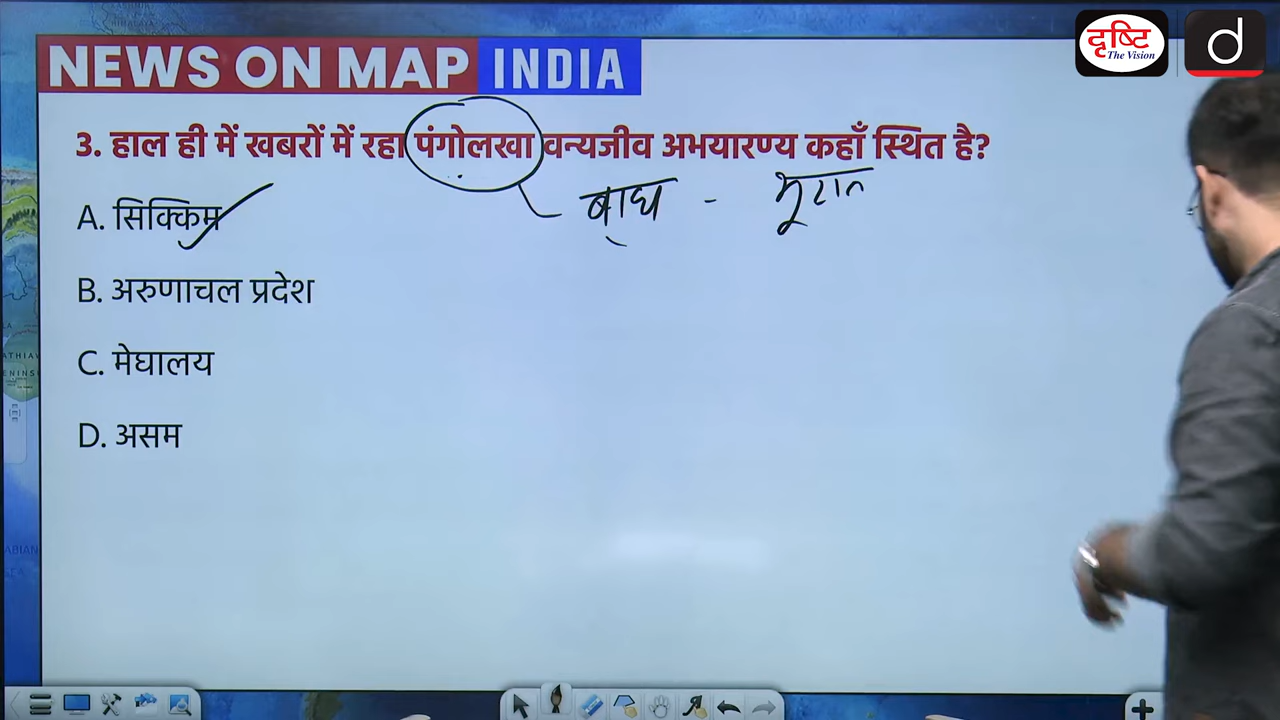 दृष्टि
The Vision
d
NEWS ON MAP INDIA
3. हाल ही में खबरों में रहा पंगोलखा वन्यजीव अभयारण्य कहाँ स्थित है?
बाघ -
A. सिक्किम
B. अरुणाचल प्रदेश
C. मेघालय
D. असम